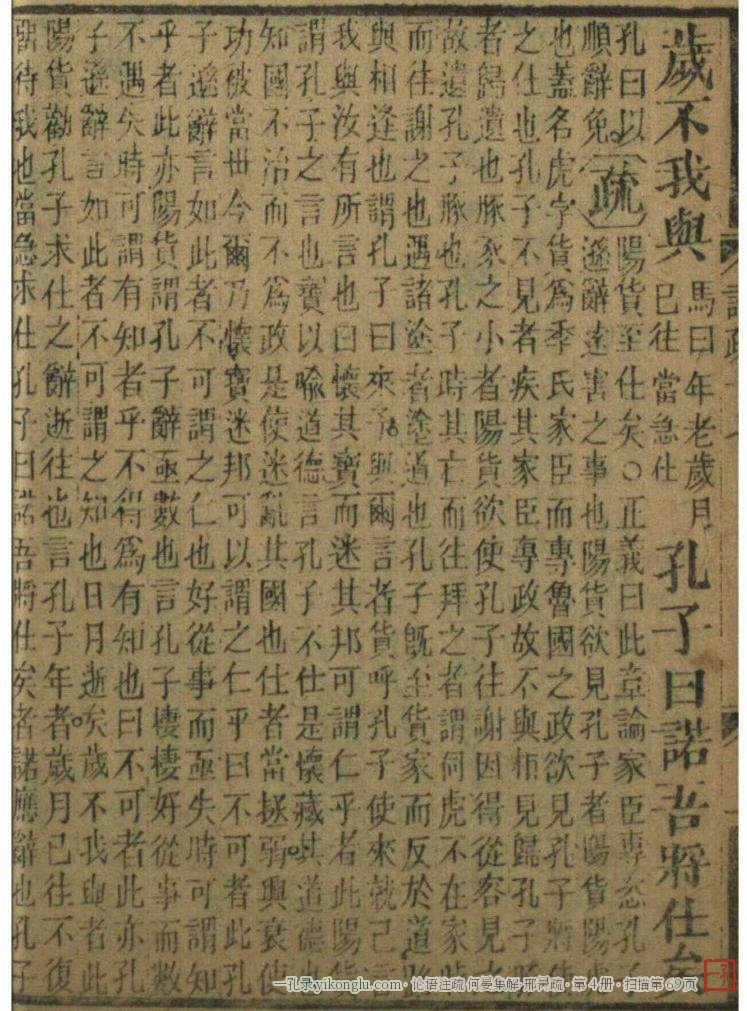 歲不我與 馬曰年老歲月已往當急仕 孔子曰諾吾將仕矣
孔曰以順辭免 疏 陽貨至仕矣○正義曰此章論家臣專恣孔
子遜辭遠害之事也陽貨欲見孔子者陽貨陽
也蓋名虎字貨爲季氏家臣而專魯國之政欲見孔子將
之仕也孔子不見者疾其家臣專政故不與相見歸孔子
者歸遺也豚豕之小者陽貨欲使孔子往謝因得從容見
故遺孔子豚也孔子時其亡而往拜之者謂伺虎不在家
而往謝之也遇諸塗者塗道也孔子旣至貨家而反於道
與相逢也謂孔子曰來予與爾言者貨呼孔子使來就己言
我與汝有所言也曰懷其寶而迷其邦可謂仁乎者此陽貨
謂孔子之言也寶以喻道德言孔子不仕是懷藏其道德
知國不治而不爲政是使迷亂其國也仕者當拯弱興衰使
功被當世今爾乃懷寶迷邦可以謂之仁乎曰不可者此孔
子遜辭言如此者不可謂之仁也好從事而亟失時可謂知
乎者此亦陽貨謂孔子辭亟數也言孔子棲棲好從事而數
不遇失時可謂有知者乎不得爲有知也曰不可者此亦孔
子遜辭言如此者不可謂之知也日月逝矣歲不我與者此
陽貨勸孔子求仕之辭逝往也言孔子年老歲月已往不復
留待我也當急求仕孔子曰諾吾將仕矣者諾應辭也孔子
一孔录yikonglu.com·伦语注疏 何晏集解 邢昺疏·第4册·扫描第69页